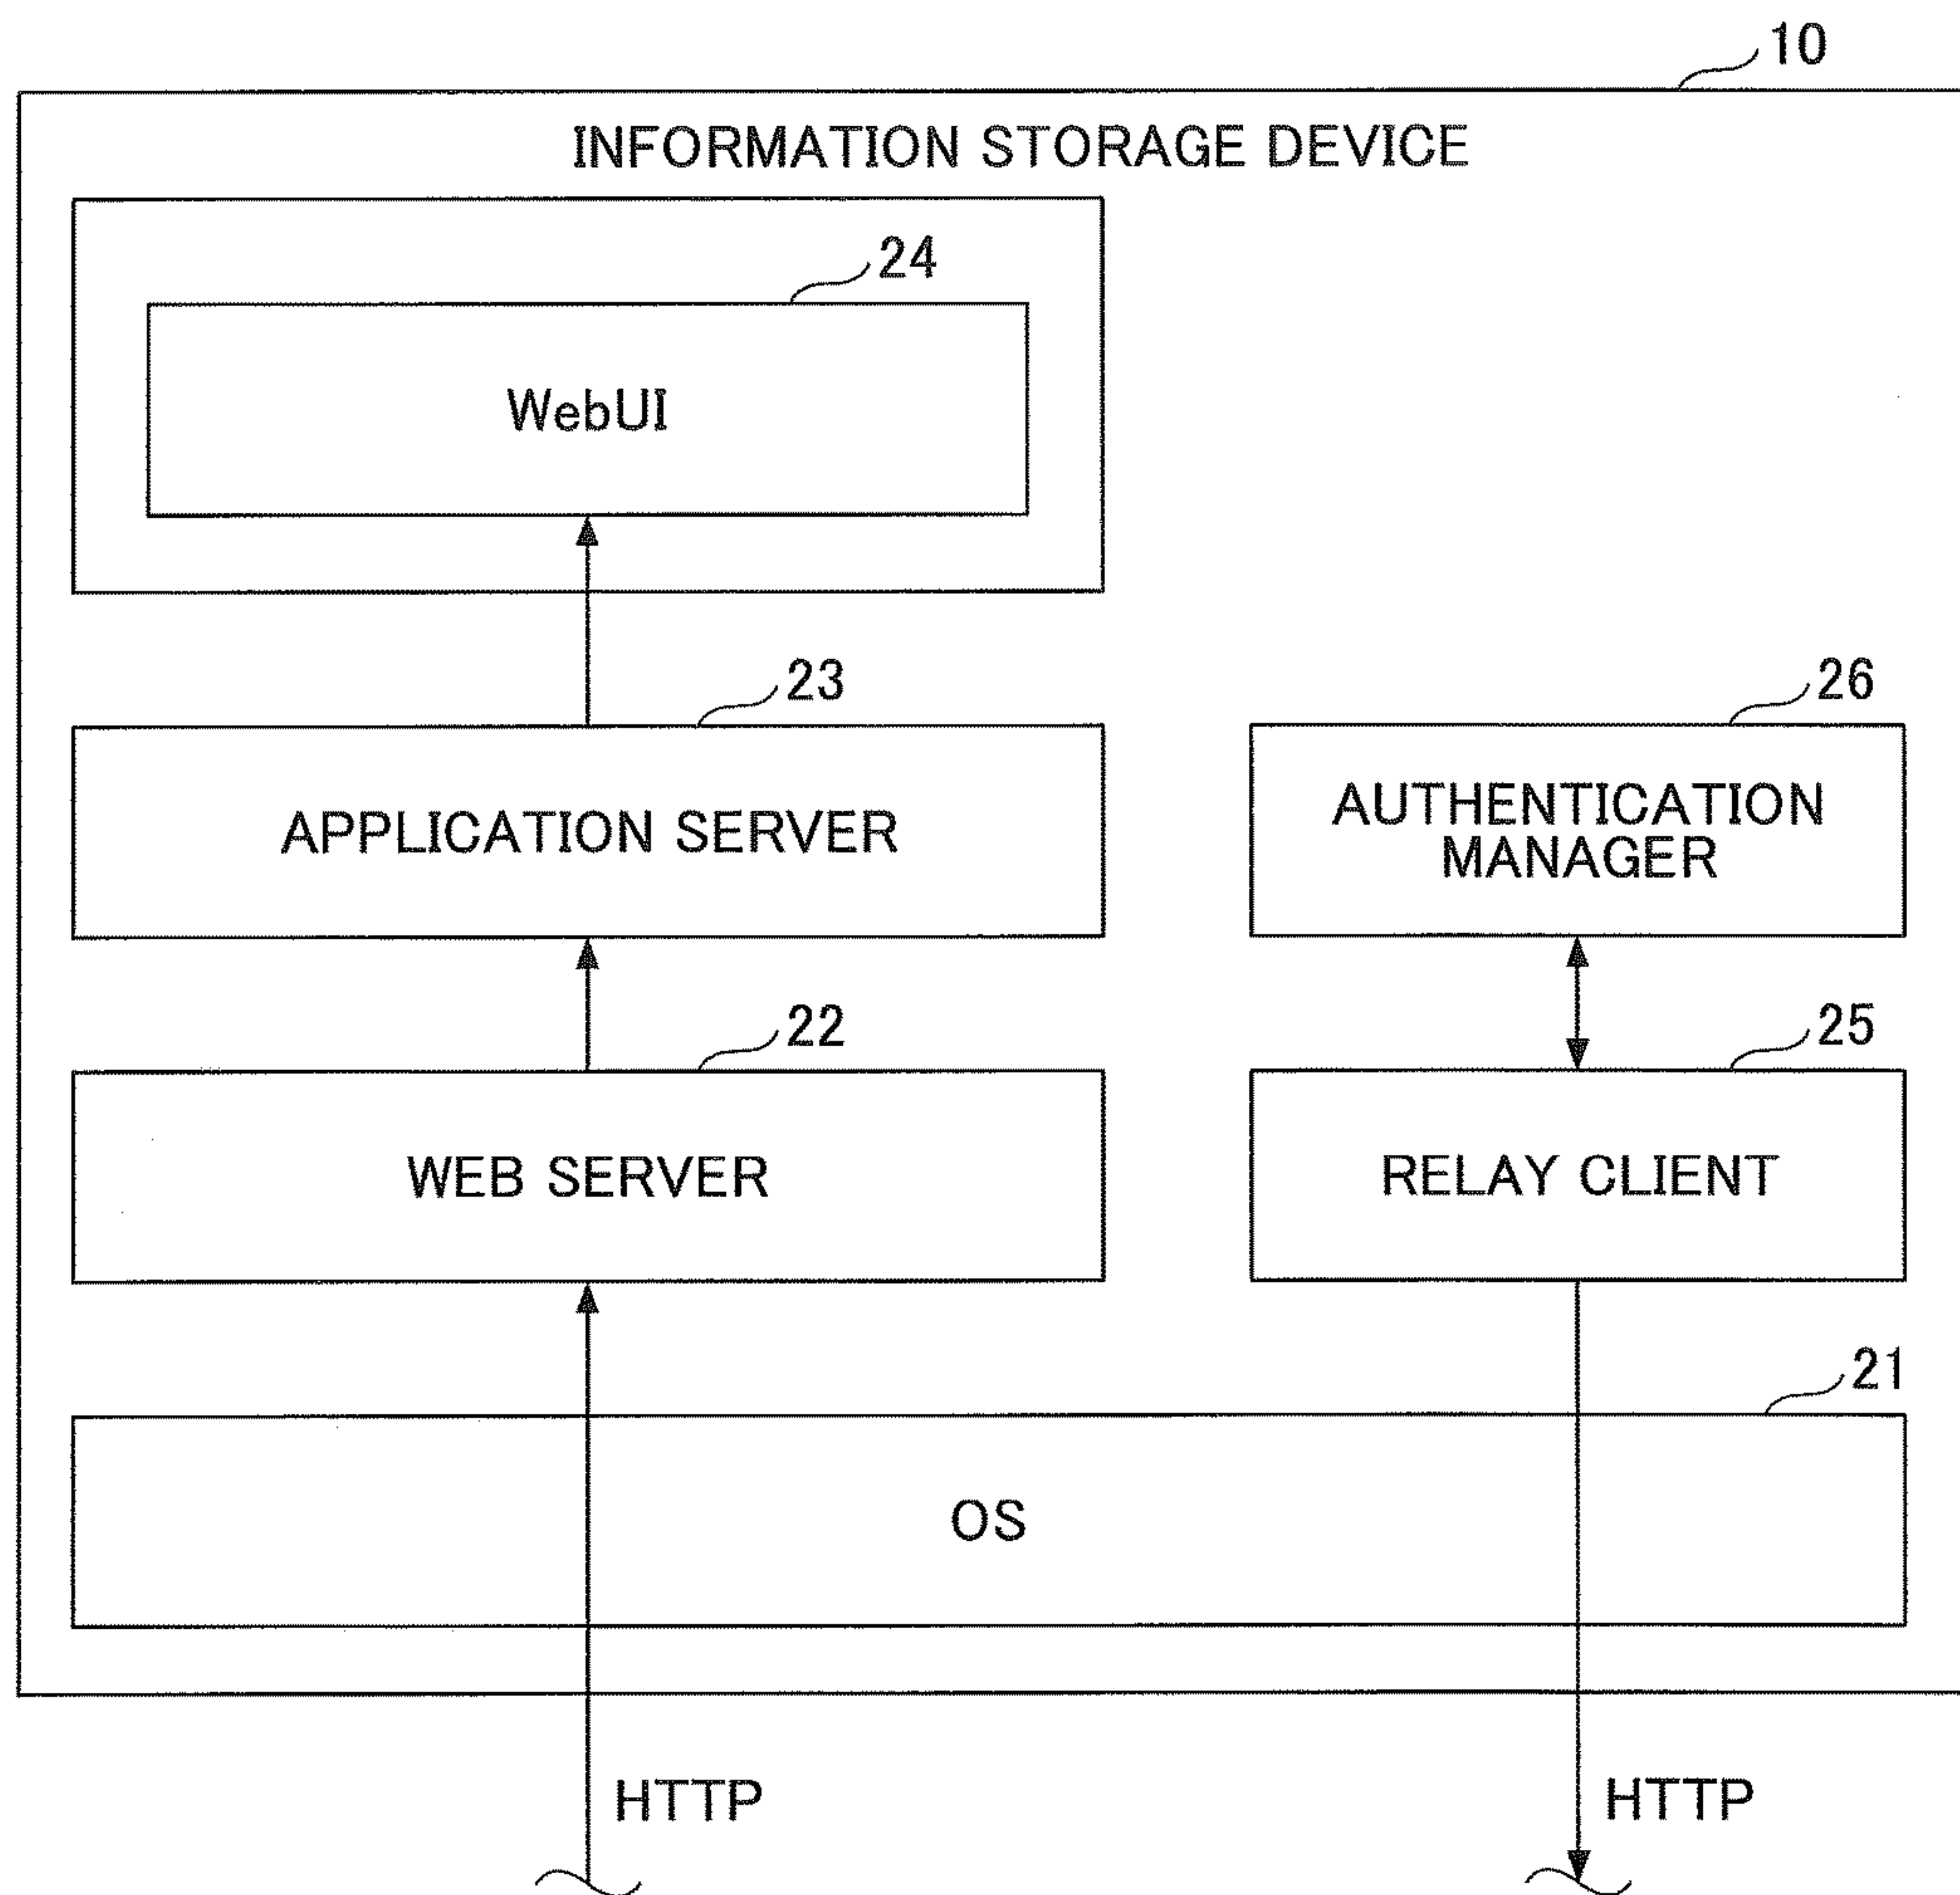 10
INFORMATION STORAGE DEVICE
24
WebUI
23
26
APPLICATION SERVER
AUTHENTICATION
MANAGER
22
25
WEB SERVER
RELAY CLIENT
21
OS
HTTP
HTTP